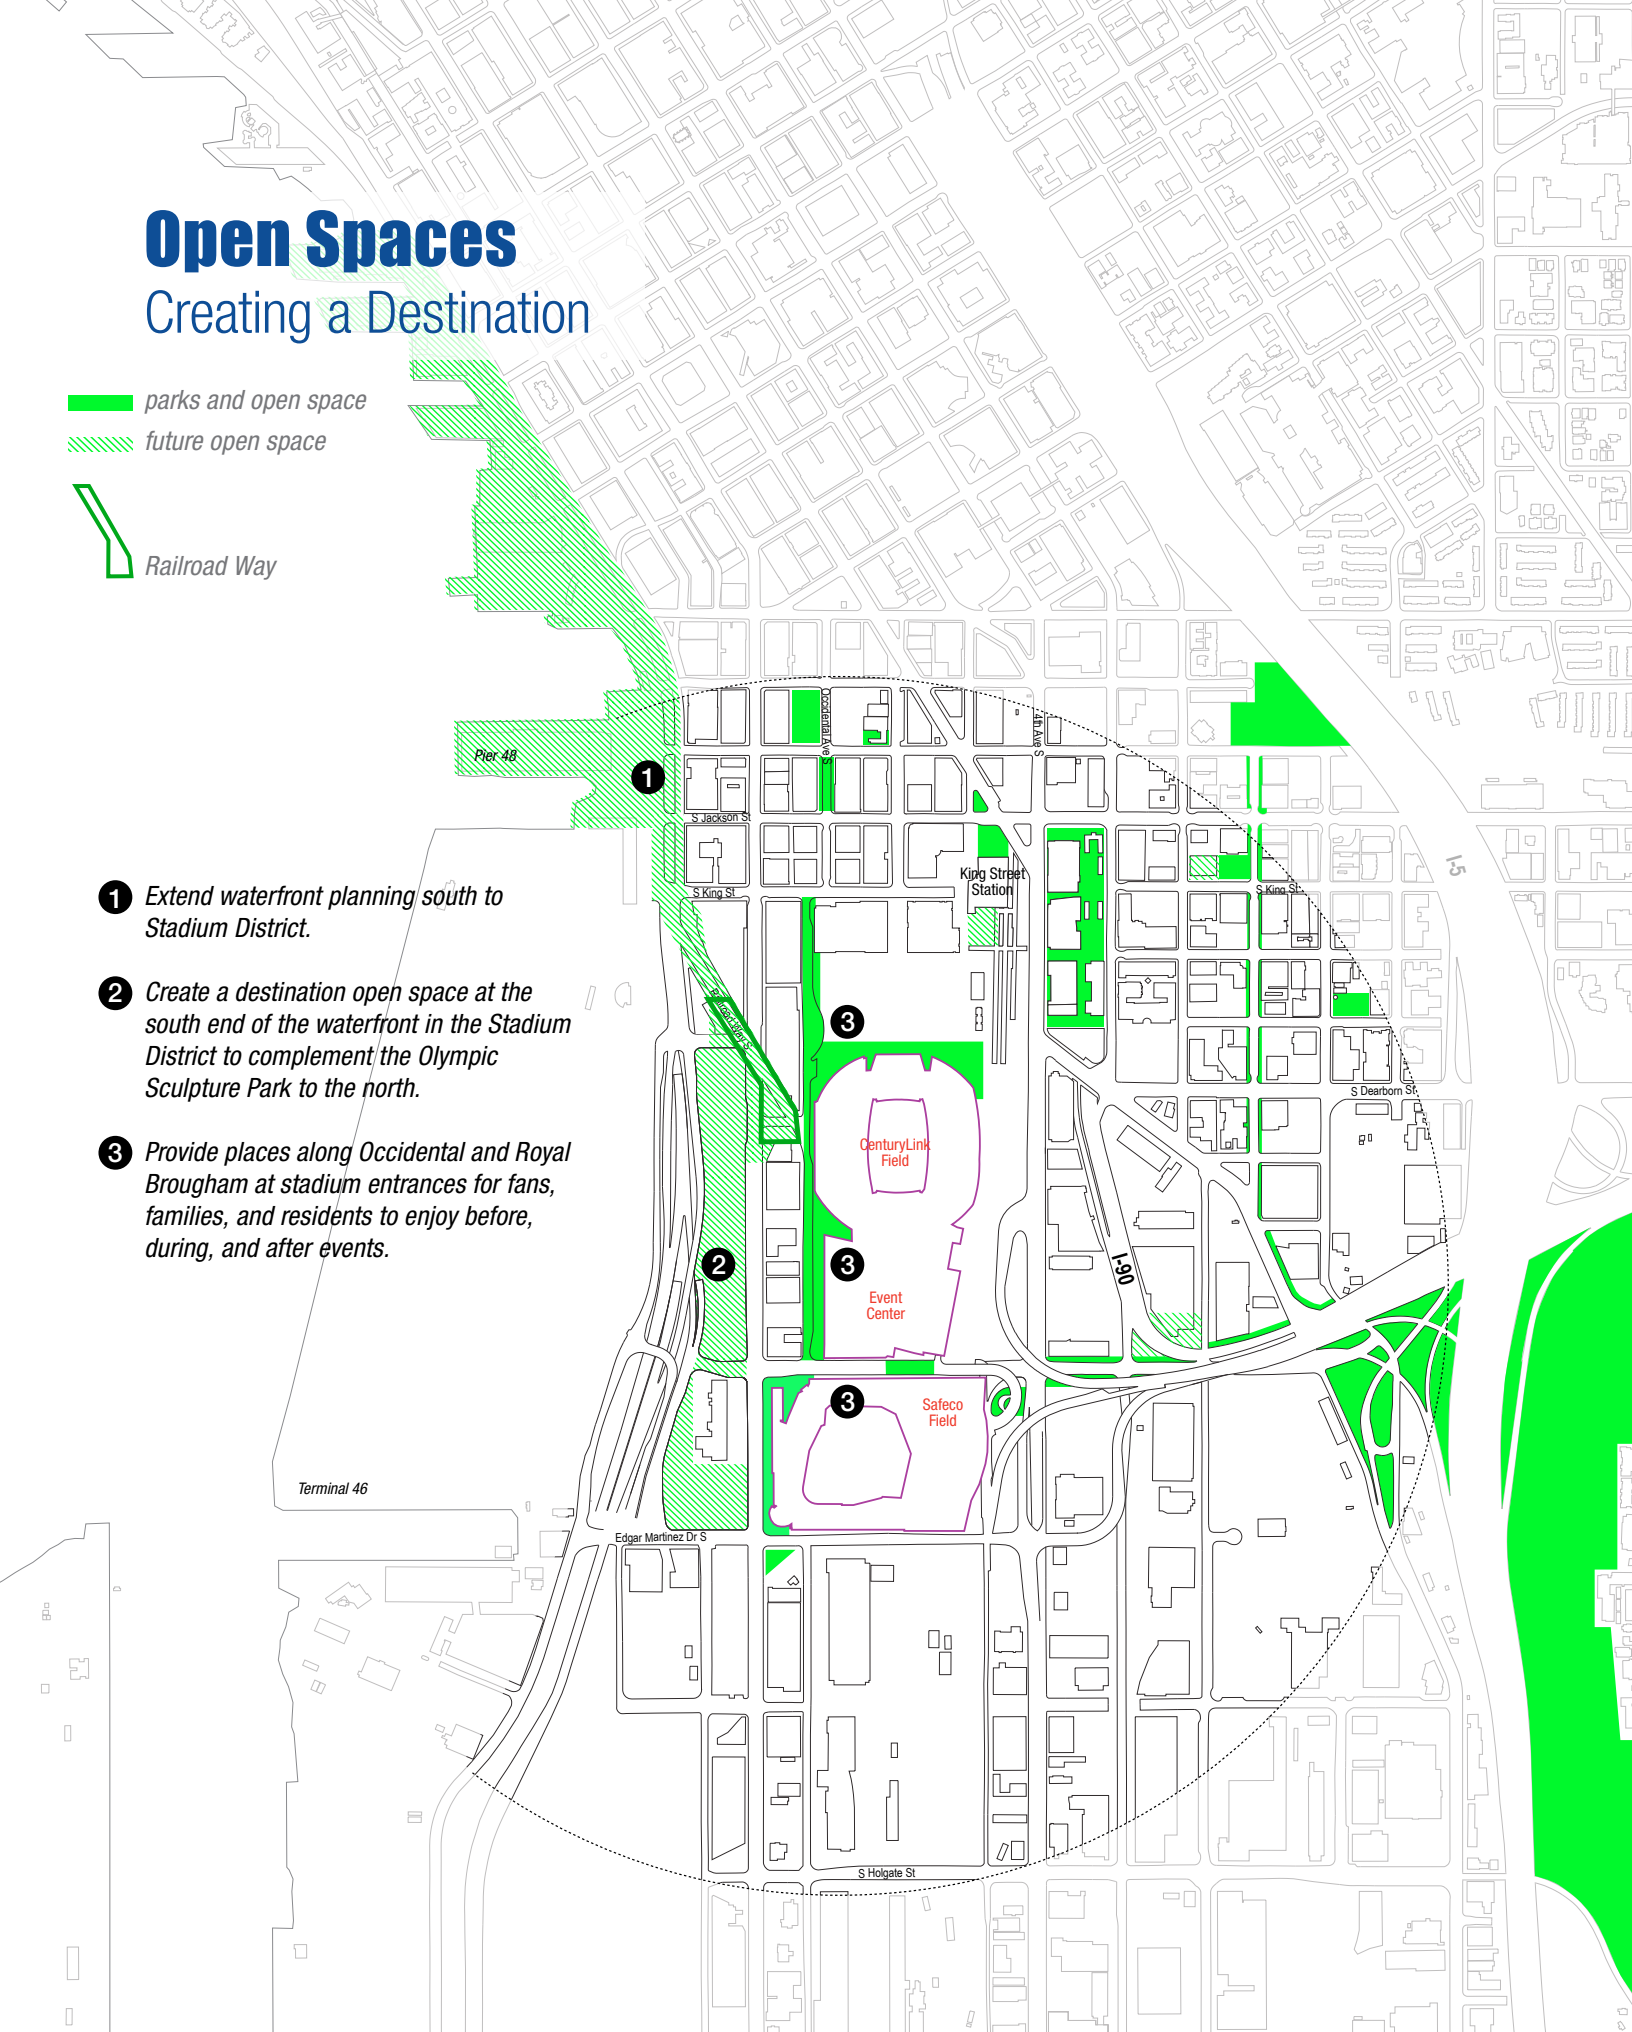 Open Spaces
Creating a Destination
parks and open space
future open space
Railroad Way
Pier 48
1
Occidental Ave S
4th Ave S
S Jackson St
King Street
Station
S King St
S King St
I-5
1 Extend waterfront planning south to
Stadium District.
2 Create a destination open space at the
south end of the waterfront in the Stadium
District to complement the Olympic
Sculpture Park to the north.
3 Provide places along Occidental and Royal
Brougham at stadium entrances for fans,
families, and residents to enjoy before,
during, and after events.
Railroad Way S
3
S Dearborn St
CenturyLink
Field
2
3
I-90
Event
Center
3
Safeco
Field
Terminal 46
Edgar Martinez Dr S
S Holgate St